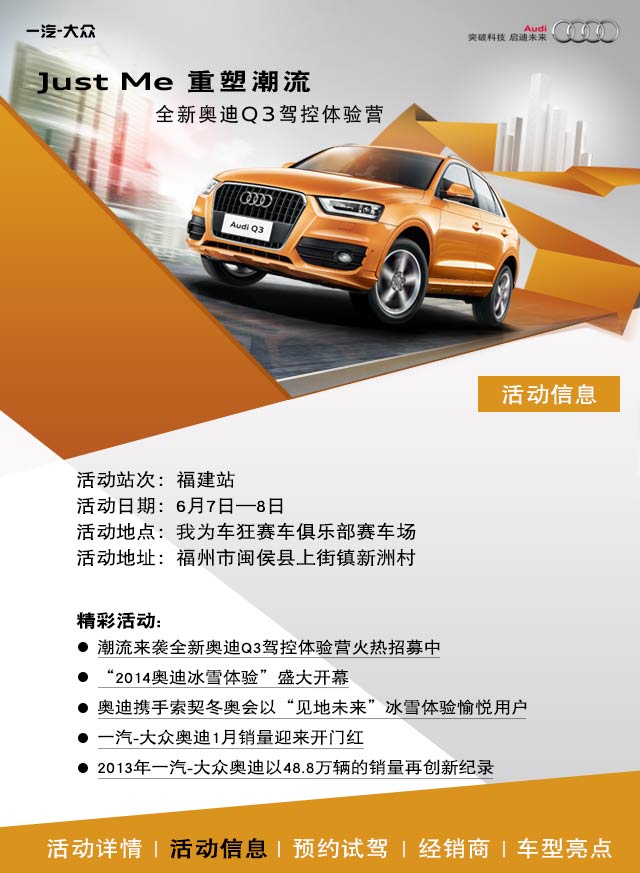 一汽-大众
Audi
突破科技 启迪未来
Just Me 重塑潮流
全新奥迪Q3驾控体验营
Audi Q3
活动信息
活动站次：福建站
活动日期：6月7日—8日
活动地点：我为车狂赛车俱乐部赛车场
活动地址：福州市闽侯县上街镇新洲村
精彩活动：
● 潮流来袭全新奥迪Q3驾控体验营火热招募中
● “2014奥迪冰雪体验”盛大开幕
● 奥迪携手索契冬奥会以“见地未来”冰雪体验愉悦用户
● 一汽-大众奥迪1月销量迎来开门红
● 2013年一汽-大众奥迪以48.8万辆的销量再创新纪录
活动详情 | 活动信息 | 预约试驾 | 经销商 | 车型亮点